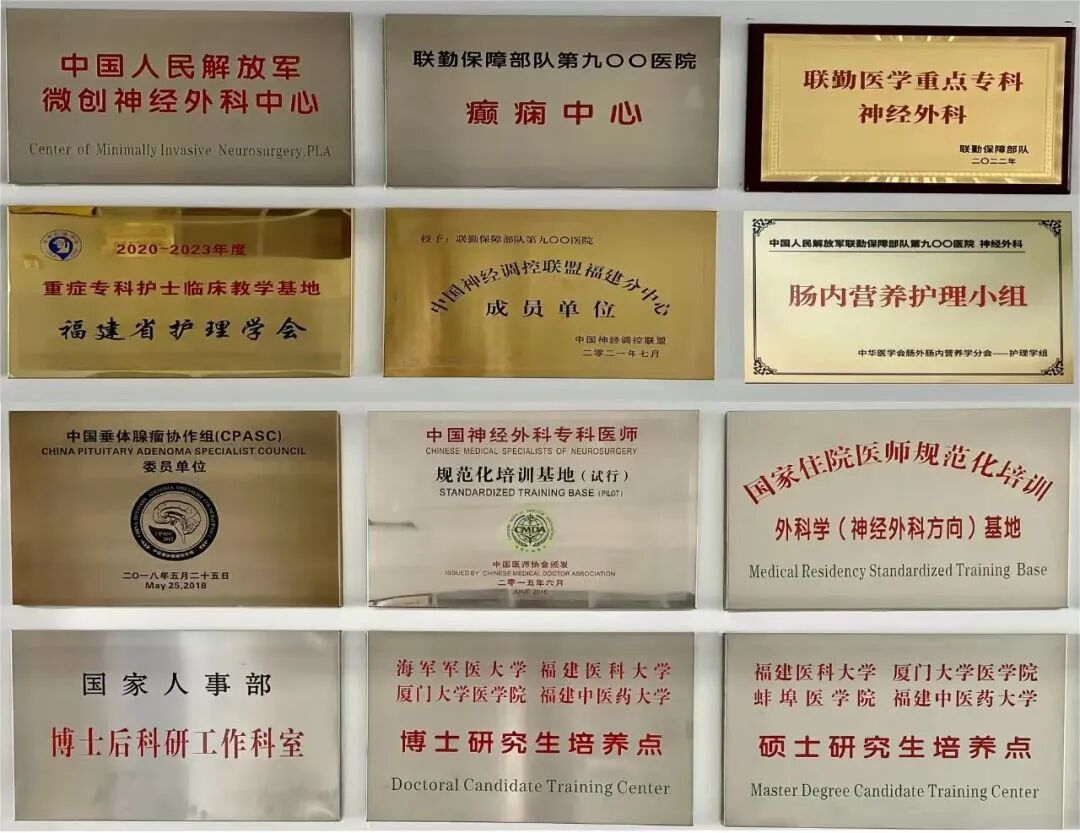 中国人民解放军
微创神经外科中心
Center of Minimally Invasive Neurosurgery,PLA
联勤保障部队第九〇〇医院
癫痫中心
联勤医学重点专科
神经外科
联勤保障部队
二〇二二年
2020~2023年度
重症专科护士临床教学基地
福建省护理学会
授予：联勤保障部队第九〇〇医院
中国神经调控联盟福建分中心
成员单位
中国神经调控联盟
二零二一年七月
中国人民解放军联勤保障部队第九〇〇医院 神经外科
肠内营养护理小组
中华医学会肠外肠内营养学分会——护理学组
中国垂体腺瘤协作组(CPASC)
CHINA PITUITARY ADENOMA SPECIALIST COUNCIL
委员单位
CPASC
2012
二〇一八年五月二十五日
May 25,2018
中国神经外科专科医师
CHINESE MEDICAL SPECIALISTS OF NEUROSURGERY
规范化培训基地（试行）
STANDARDIZED TRAINING BASE (PILOT)
CMDA
中国医师协会颁发
ISSUED BY CHINESE MEDICAL DOCTOR ASSOCIATION
二零一五年六月
JUNE 2015
国家住院医师规范化培训
外科学（神经外科方向）基地
Medical Residency Standardized Training Base
国家人事部
博士后科研工作科室
海军军医大学 福建医科大学
厦门大学医学院 福建中医药大学
博士研究生培养点
Doctoral Candidate Training Center
福建医科大学 厦门大学医学院
蚌埠医学院 福建中医药大学
硕士研究生培养点
Master Degree Candidate Training Center